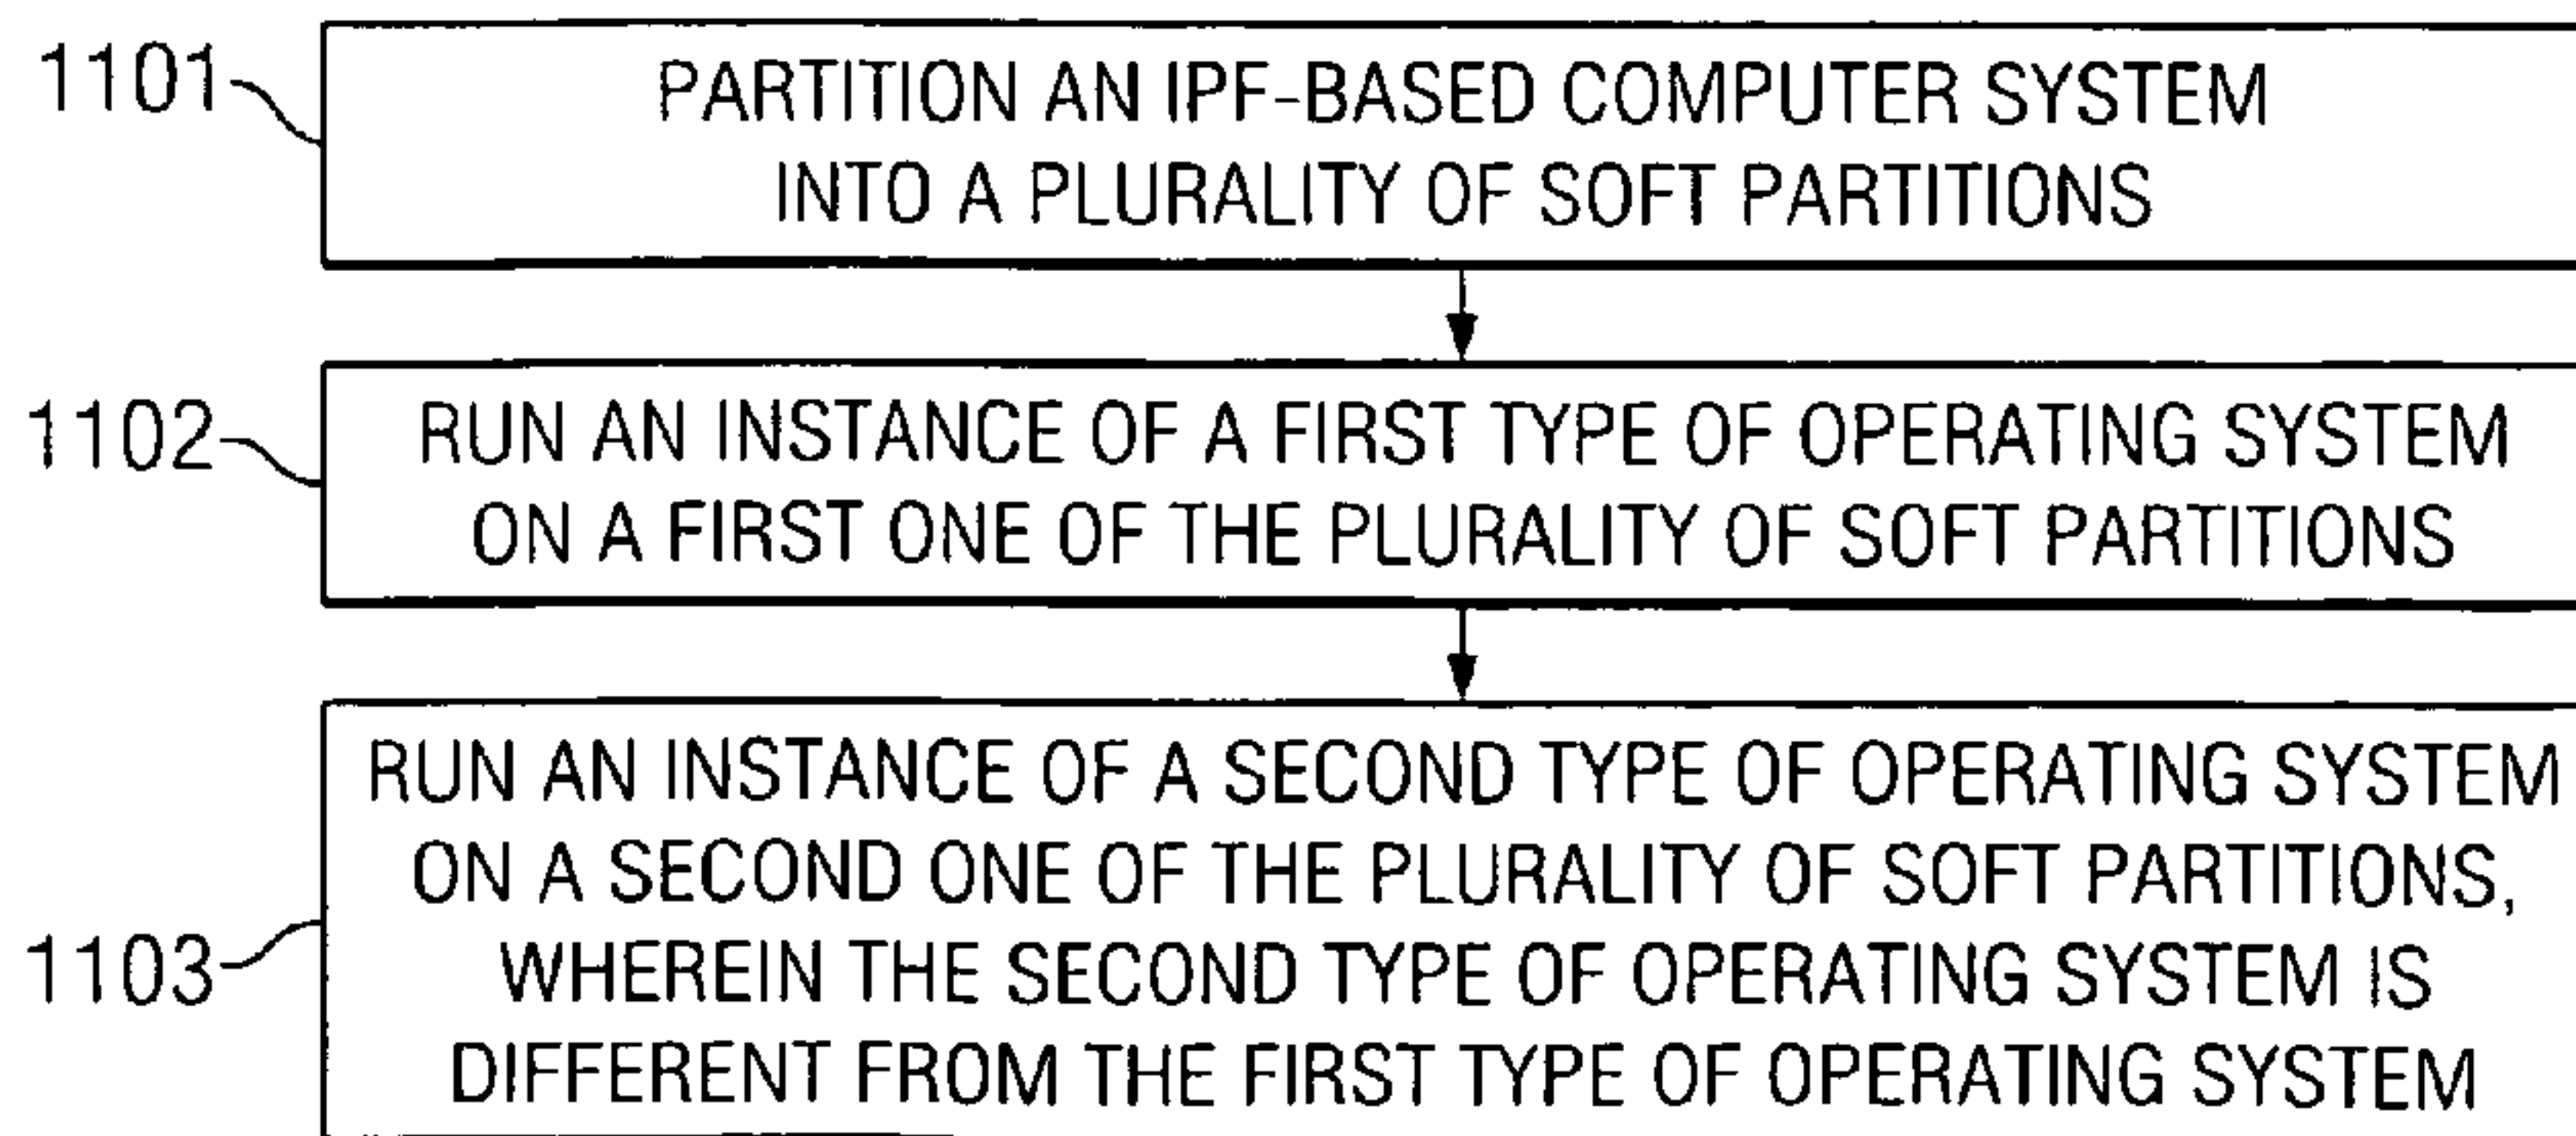 1101
PARTITION AN IPF-BASED COMPUTER SYSTEM
INTO A PLURALITY OF SOFT PARTITIONS
1102
RUN AN INSTANCE OF A FIRST TYPE OF OPERATING SYSTEM
ON A FIRST ONE OF THE PLURALITY OF SOFT PARTITIONS
1103
RUN AN INSTANCE OF A SECOND TYPE OF OPERATING SYSTEM
ON A SECOND ONE OF THE PLURALITY OF SOFT PARTITIONS,
WHEREIN THE SECOND TYPE OF OPERATING SYSTEM IS
DIFFERENT FROM THE FIRST TYPE OF OPERATING SYSTEM